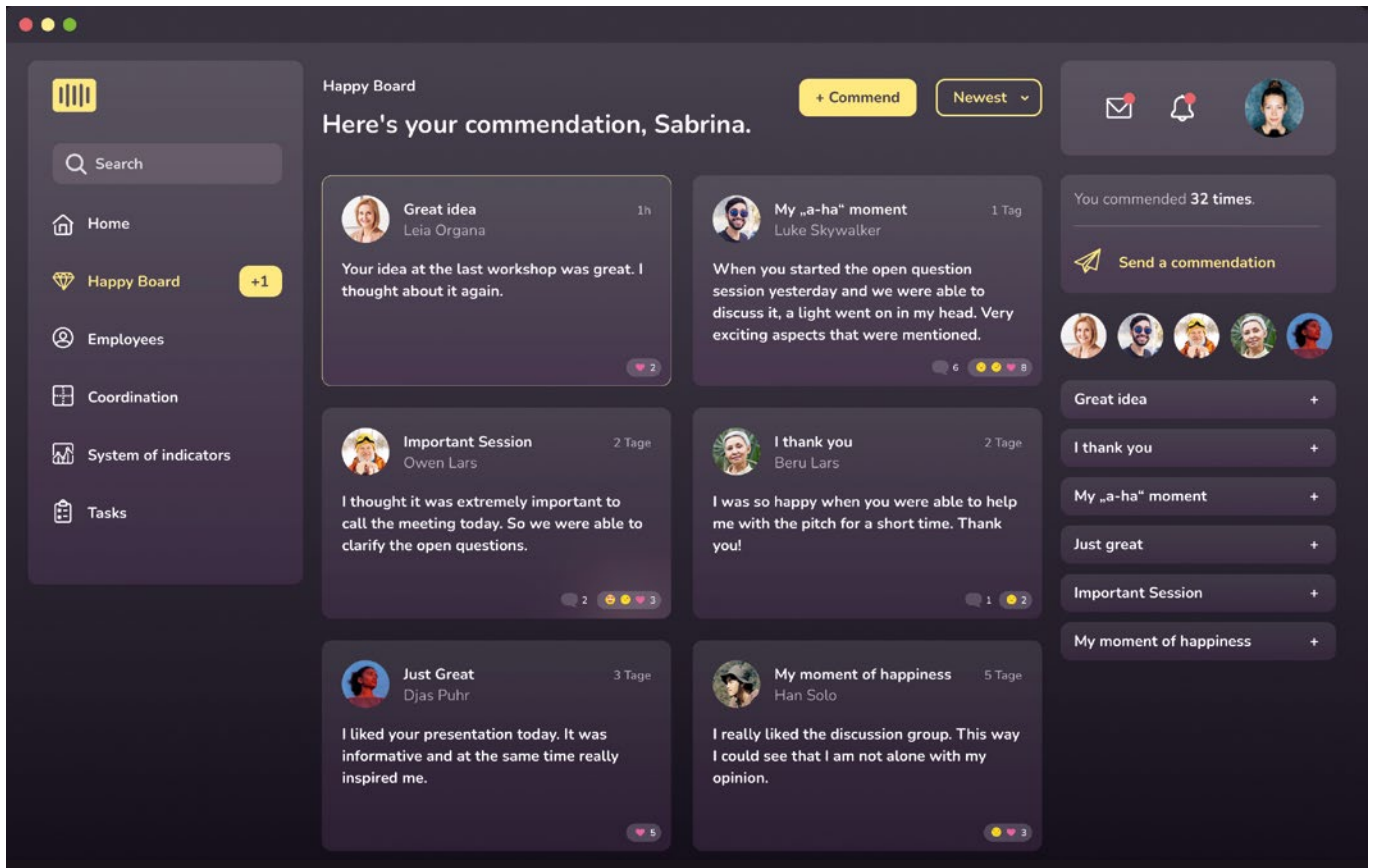 Search
Home
Happy Board
+1
Employees
Coordination
System of indicators
Tasks
Happy Board
Here's your commendation, Sabrina.
+ Commend
Newest
Great idea
1h
Leia Organa
Your idea at the last workshop was great. I
thought about it again.
2
My „a-ha“ moment
1 Tag
Luke Skywalker
When you started the open question
session yesterday and we were able to
discuss it, a light went on in my head. Very
exciting aspects that were mentioned.
6
8
Important Session
2 Tage
Owen Lars
I thought it was extremely important to
call the meeting today. So we were able to
clarify the open questions.
2
3
I thank you
2 Tage
Beru Lars
I was so happy when you were able to help
me with the pitch for a short time. Thank
you!
1
2
Just Great
3 Tage
Djas Puhr
I liked your presentation today. It was
informative and at the same time really
inspired me.
5
My moment of happiness
5 Tage
Han Solo
I really liked the discussion group. This way
I could see that I am not alone with my
opinion.
3
You commended 32 times.
Send a commendation
Great idea +
I thank you +
My „a-ha“ moment +
Just great +
Important Session +
My moment of happiness +